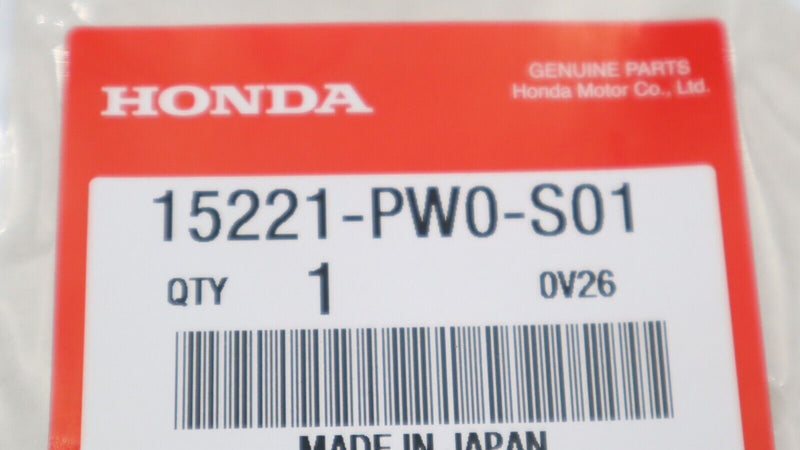 HONDA
GENUINE PARTS
Honda Motor Co., Ltd.
15221-PW0-S01
QTY 1 0V26
MADE IN JAPAN